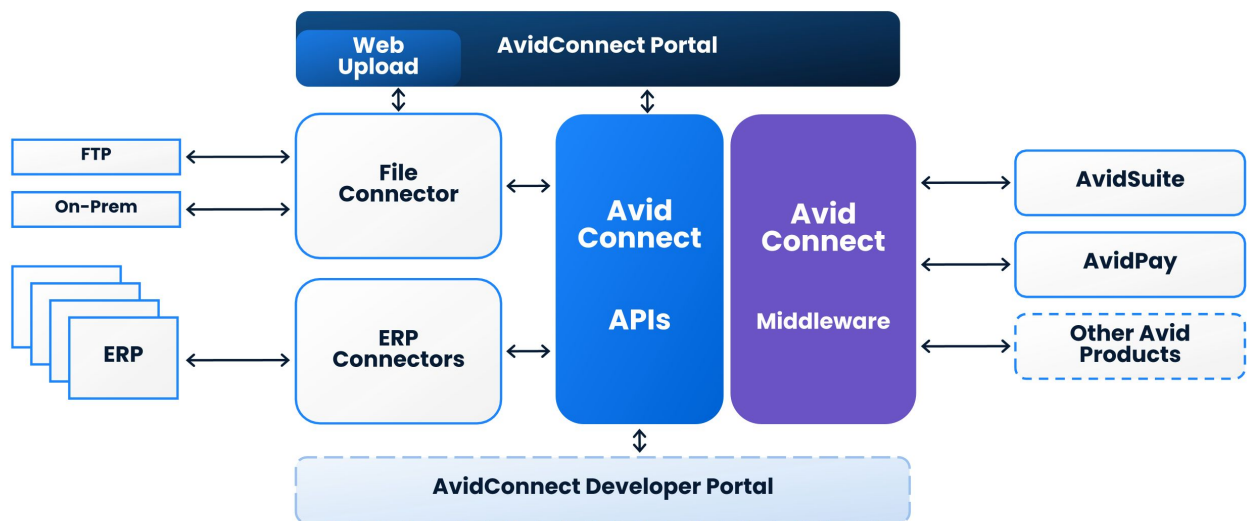 Web
Upload
AvidConnect Portal
FTP
On-Prem
ERP
File
Connector
ERP
Connectors
Avid
Connect
APIs
Avid
Connect
Middleware
AvidSuite
AvidPay
Other Avid
Products
AvidConnect Developer Portal